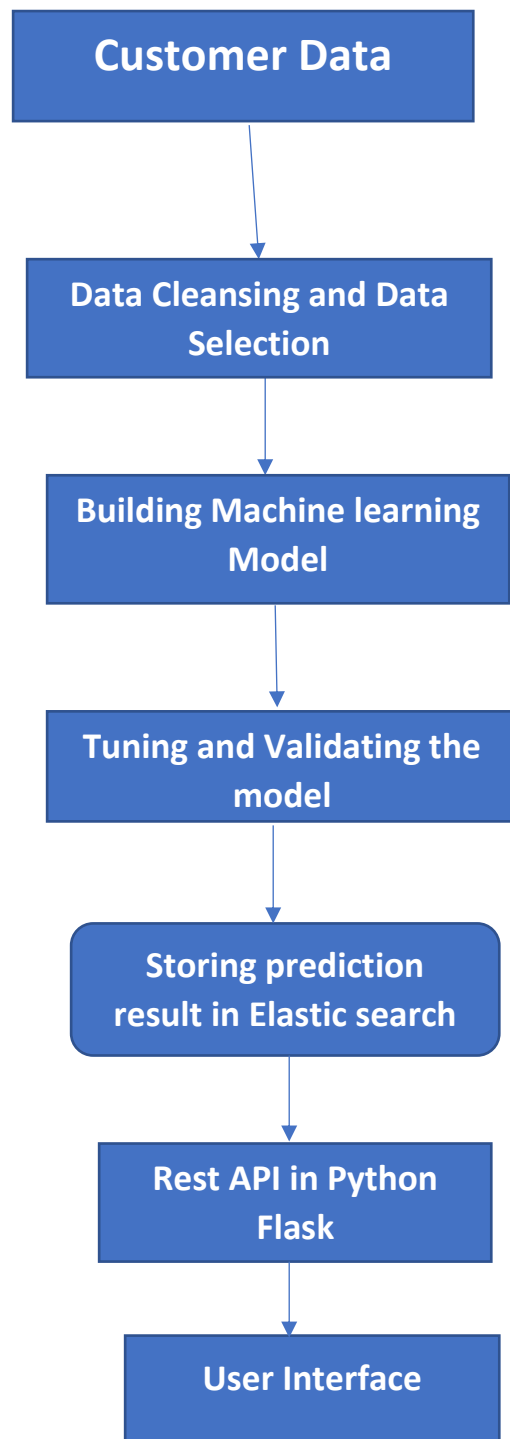 Customer Data
Data Cleansing and Data
Selection
Building Machine learning
Model
Tuning and Validating the
model
Storing prediction
result in Elastic search
Rest API in Python
Flask
User Interface